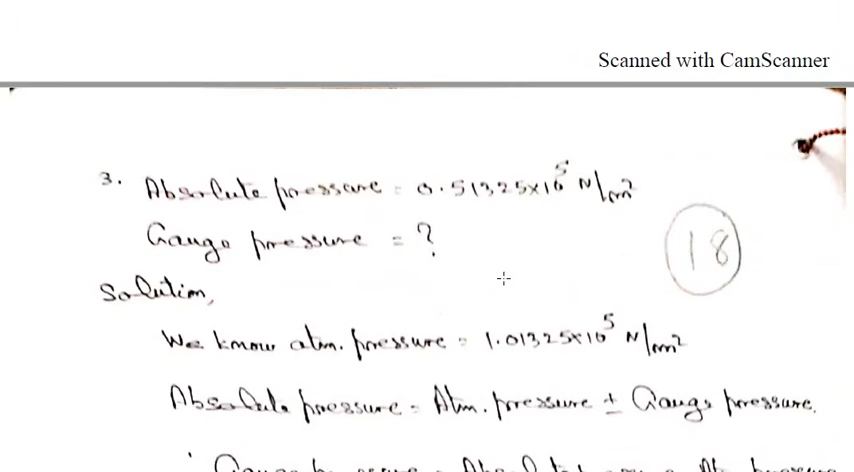 Scanned with CamScanner
3. Absolute pressure = 0.51325×10⁵ N/m²
Gauge pressure = ?
18
Solution,
We know atm. pressure = 1.01325×10⁵ N/m²
Absolute pressure = Atm. pressure ± Gauge pressure.